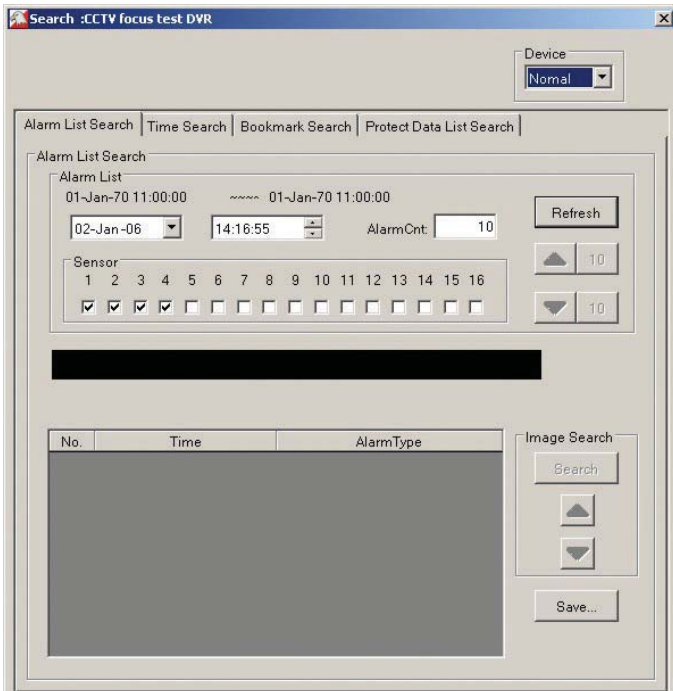 Search :CCTV focus test DVR
Device
Nomal
Alarm List Search Time Search Bookmark Search Protect Data List Search
Alarm List Search
Alarm List
01-Jan-70 11:00:00 ~~~~ 01-Jan-70 11:00:00
02-Jan-06 14:16:55 AlarmCnt: 10
Refresh
Sensor
1 2 3 4 5 6 7 8 9 10 11 12 13 14 15 16
10
10
No. Time AlarmType
Image Search
Search
Save...